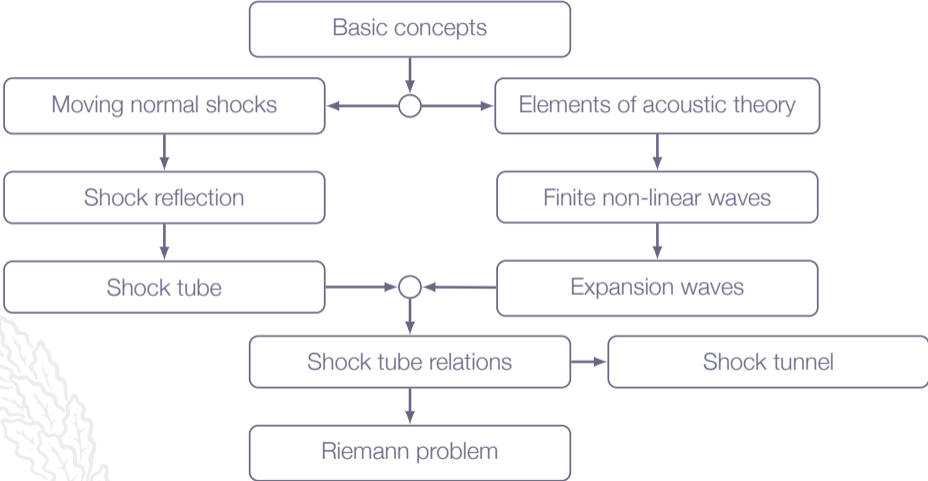 Basic concepts
Moving normal shocks
Elements of acoustic theory
Shock reflection
Finite non-linear waves
Shock tube
Expansion waves
Shock tube relations
Shock tunnel
Riemann problem